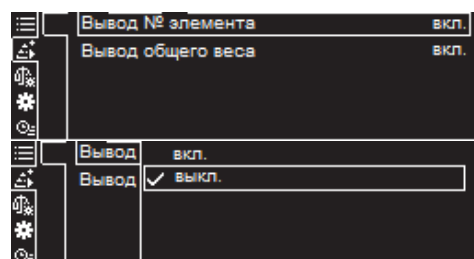 Вывод № элемента вкл.
Вывод общего веса вкл.
Вывод вкл.
Вывод выкл.